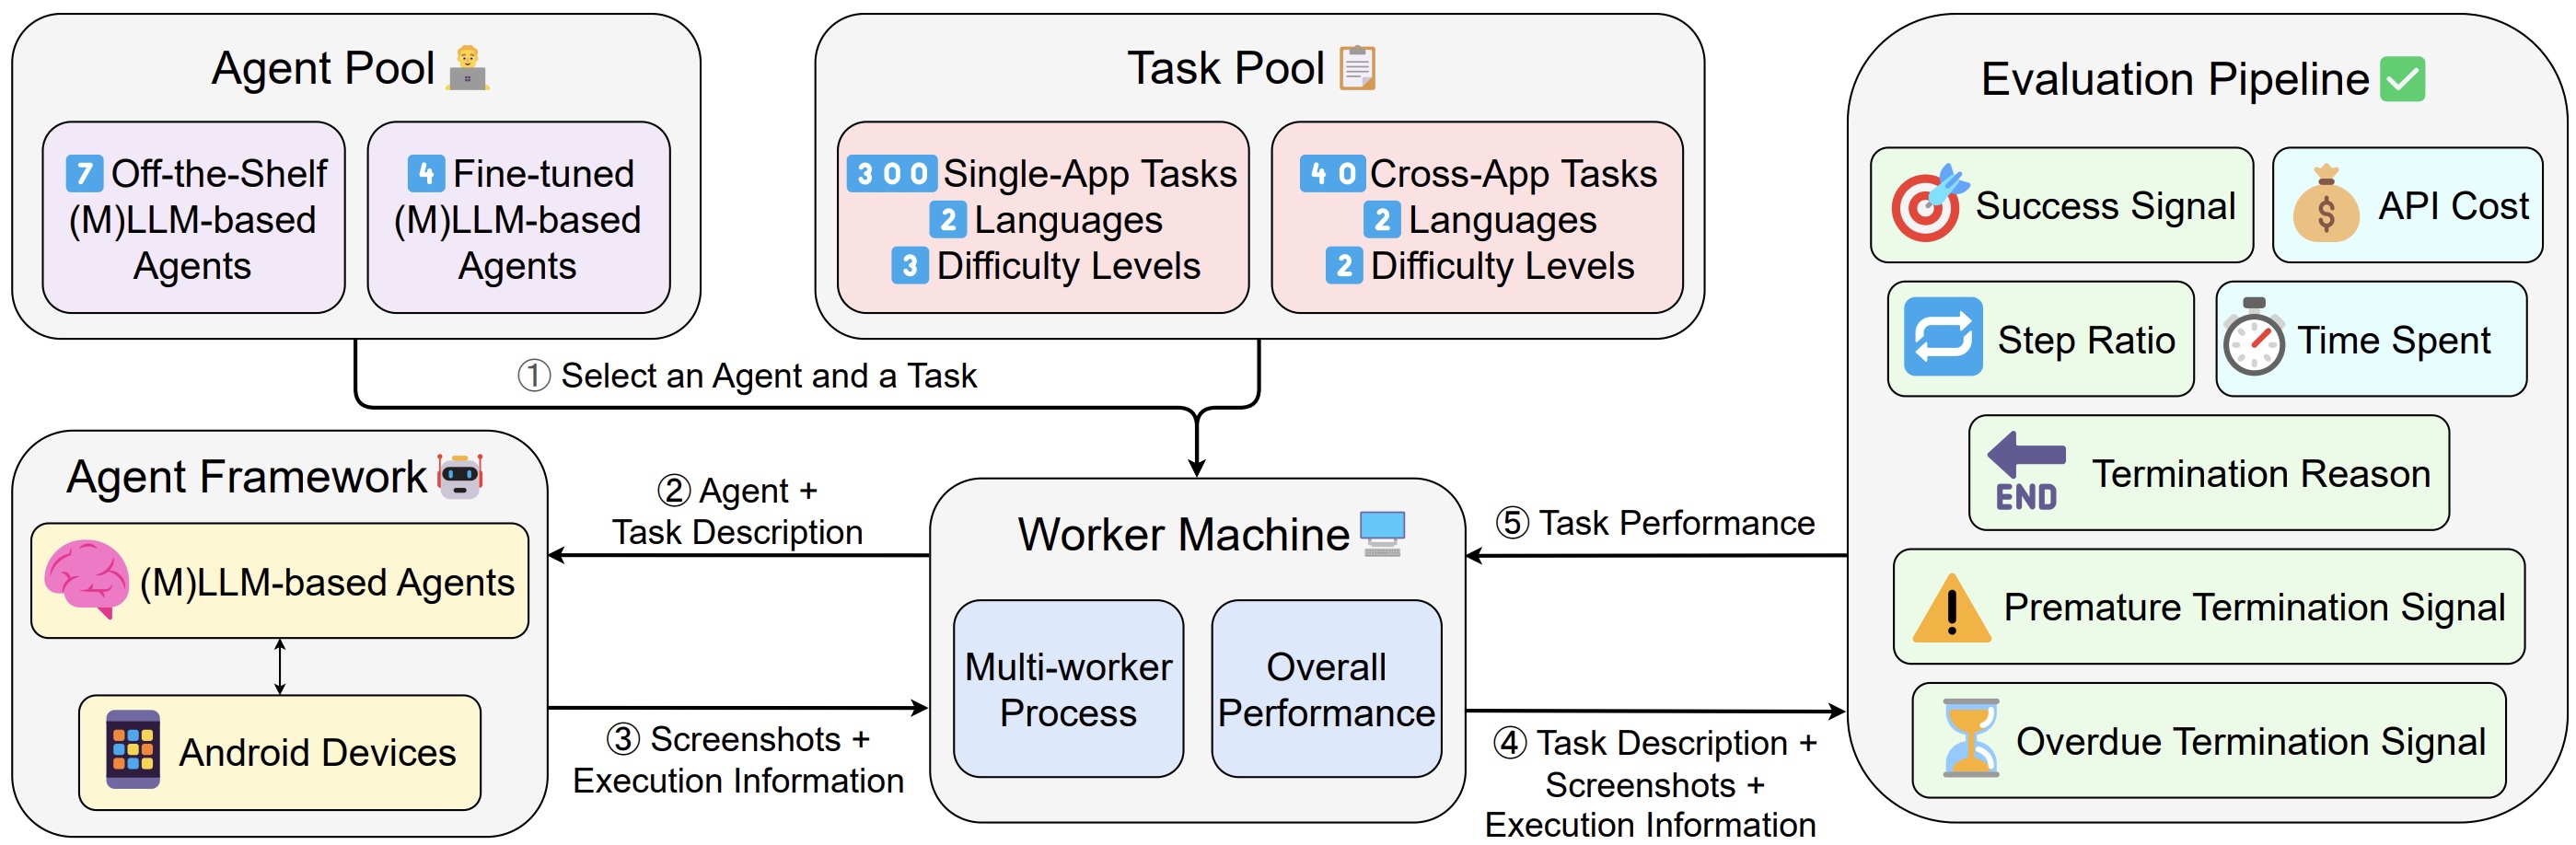 Agent Pool
7 Off-the-Shelf
(M)LLM-based
Agents
4 Fine-tuned
(M)LLM-based
Agents
Task Pool
300 Single-App Tasks
2 Languages
3 Difficulty Levels
40 Cross-App Tasks
2 Languages
2 Difficulty Levels
① Select an Agent and a Task
Agent Framework
(M)LLM-based Agents
Android Devices
② Agent +
Task Description
③ Screenshots +
Execution Information
Worker Machine
Multi-worker
Process
Overall
Performance
⑤ Task Performance
④ Task Description +
Screenshots +
Execution Information
Evaluation Pipeline
Success Signal
$
API Cost
Step Ratio
Time Spent
END
Termination Reason
Premature Termination Signal
Overdue Termination Signal